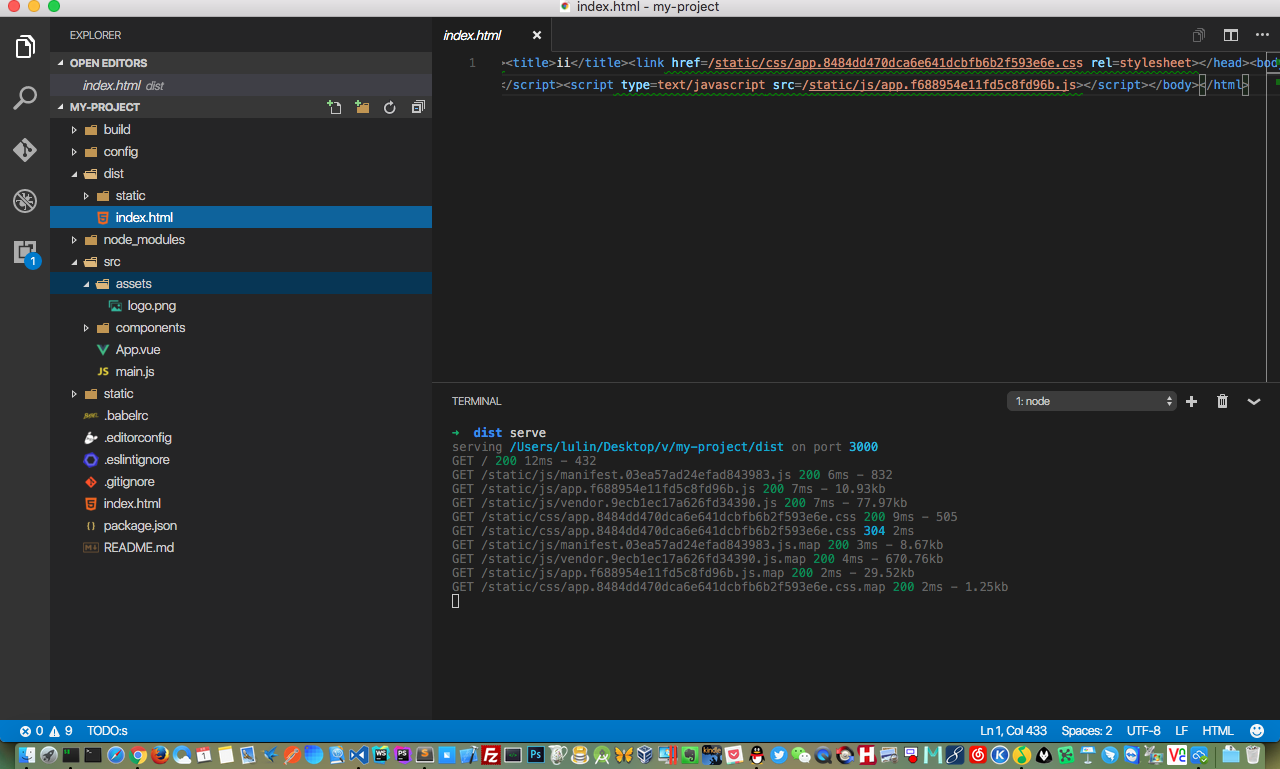 index.html - my-project
EXPLORER
OPEN EDITORS
index.html dist
MY-PROJECT
build
config
dist
static
index.html
node_modules
src
assets
logo.png
components
App.vue
main.js
static
.babelrc
.editorconfig
.eslintignore
.gitignore
index.html
package.json
README.md
1
index.html
1
><title>ii</title><link href=/static/css/app.8484dd470dca6e641dcbfb6b2f593e6e.css rel=stylesheet></head><bod
</script><script type=text/javascript src=/static/js/app.f688954e11fd5c8fd96b.js></script></body></html>
TERMINAL
1: node
➜ dist serve
serving /Users/lulin/Desktop/v/my-project/dist on port 3000
GET / 200 12ms - 432
GET /static/js/manifest.03ea57ad24efad843983.js 200 6ms - 832
GET /static/js/app.f688954e11fd5c8fd96b.js 200 7ms - 10.93kb
GET /static/js/vendor.9ecb1ec17a626fd34390.js 200 7ms - 77.97kb
GET /static/css/app.8484dd470dca6e641dcbfb6b2f593e6e.css 200 9ms - 505
GET /static/css/app.8484dd470dca6e641dcbfb6b2f593e6e.css 304 2ms
GET /static/js/manifest.03ea57ad24efad843983.js.map 200 3ms - 8.67kb
GET /static/js/vendor.9ecb1ec17a626fd34390.js.map 200 4ms - 670.76kb
GET /static/js/app.f688954e11fd5c8fd96b.js.map 200 2ms - 29.52kb
GET /static/css/app.8484dd470dca6e641dcbfb6b2f593e6e.css.map 200 2ms - 1.25kb
0 9 TODO:s
Ln 1, Col 433 Spaces: 2 UTF-8 LF HTML